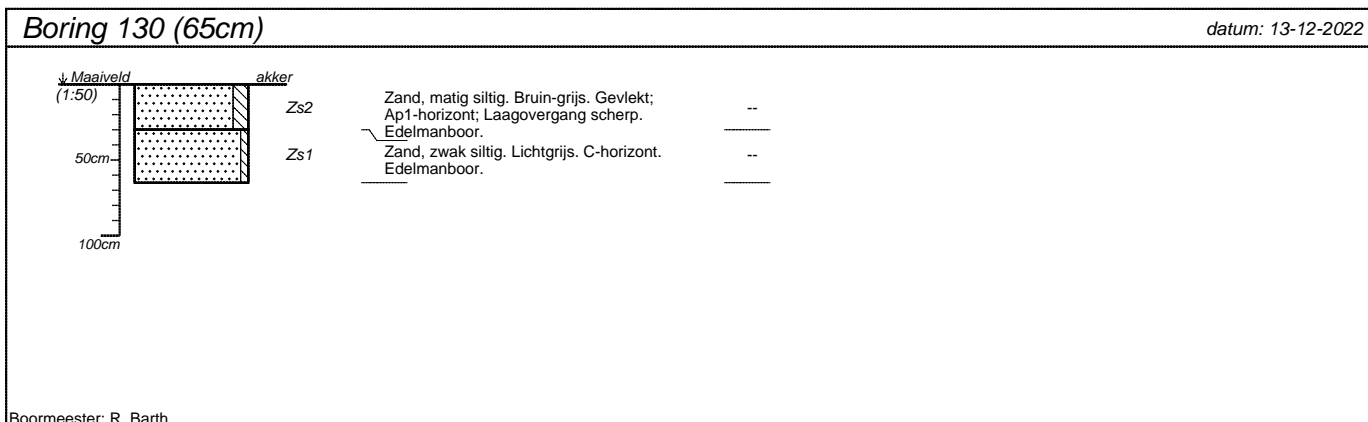 Boring 130 (65cm)
datum: 13-12-2022
Maaiveld
akker
(1:50)
Zs2
Zand, matig siltig. Bruin-grijs. Gevlekt;
Ap1-horizont; Laagovergang scherp.
Edelmanboor.
--
50cm
Zs1
Zand, zwak siltig. Lichtgrijs. C-horizont.
Edelmanboor.
--
100cm
Boormeester: R. Barth